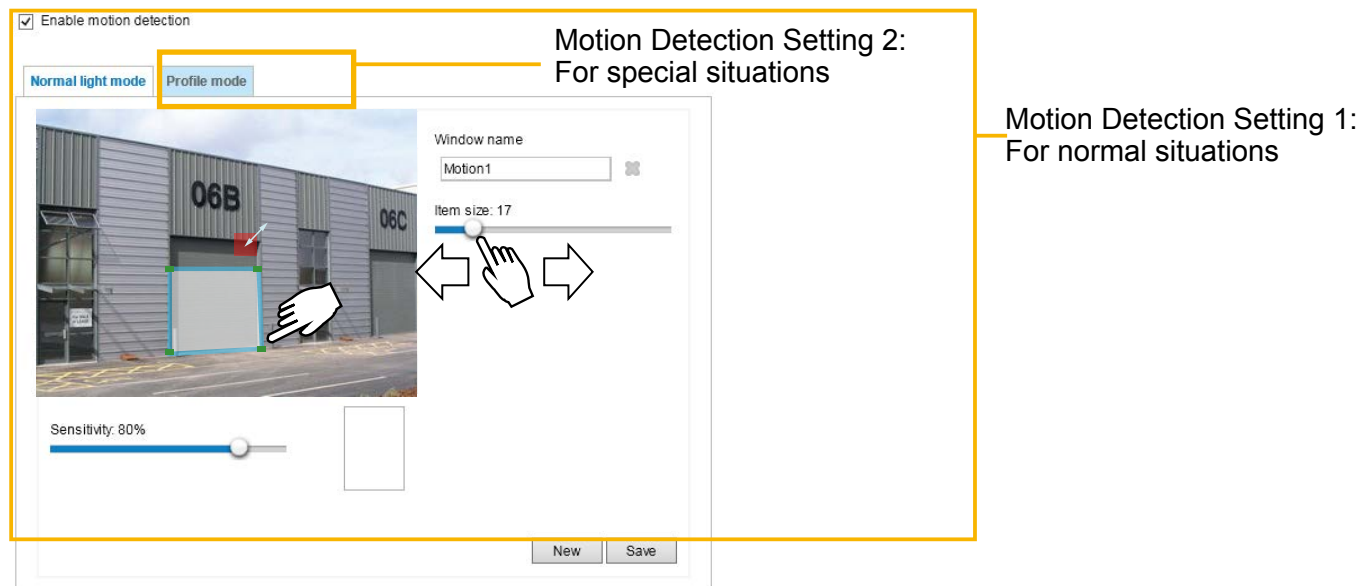 Enable motion detection
Motion Detection Setting 2:
For special situations
Normal light mode
Profile mode
Motion Detection Setting 1:
For normal situations
Window name
Motion1
06B
06C
Item size: 17
Sensitivity: 80%
New
Save